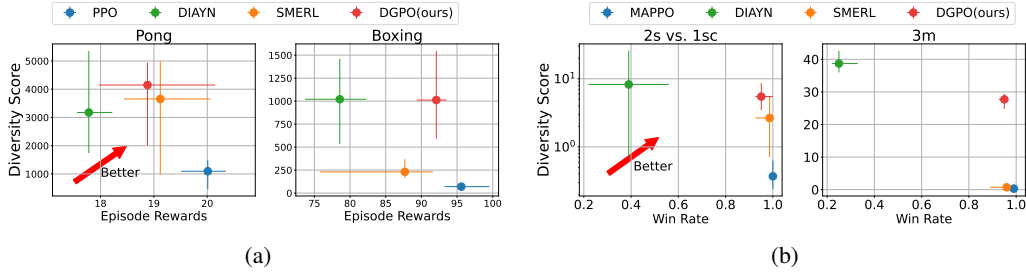 PPO DIAYN SMERL DGPO(ours)
Pong
Boxing
Diversity Score
5000
4000
3000
2000
1000
18 19 20
Episode Rewards
Better
1500
1250
1000
750
500
250
0
75 80 85 90 95 100
Episode Rewards
(a)
MAPPO DIAYN SMERL DGPO(ours)
2s vs. 1sc
3m
Diversity Score
10¹
10⁰
0.2 0.4 0.6 0.8 1.0
Win Rate
Better
40
30
20
10
0
0.2 0.4 0.6 0.8 1.0
Win Rate
(b)